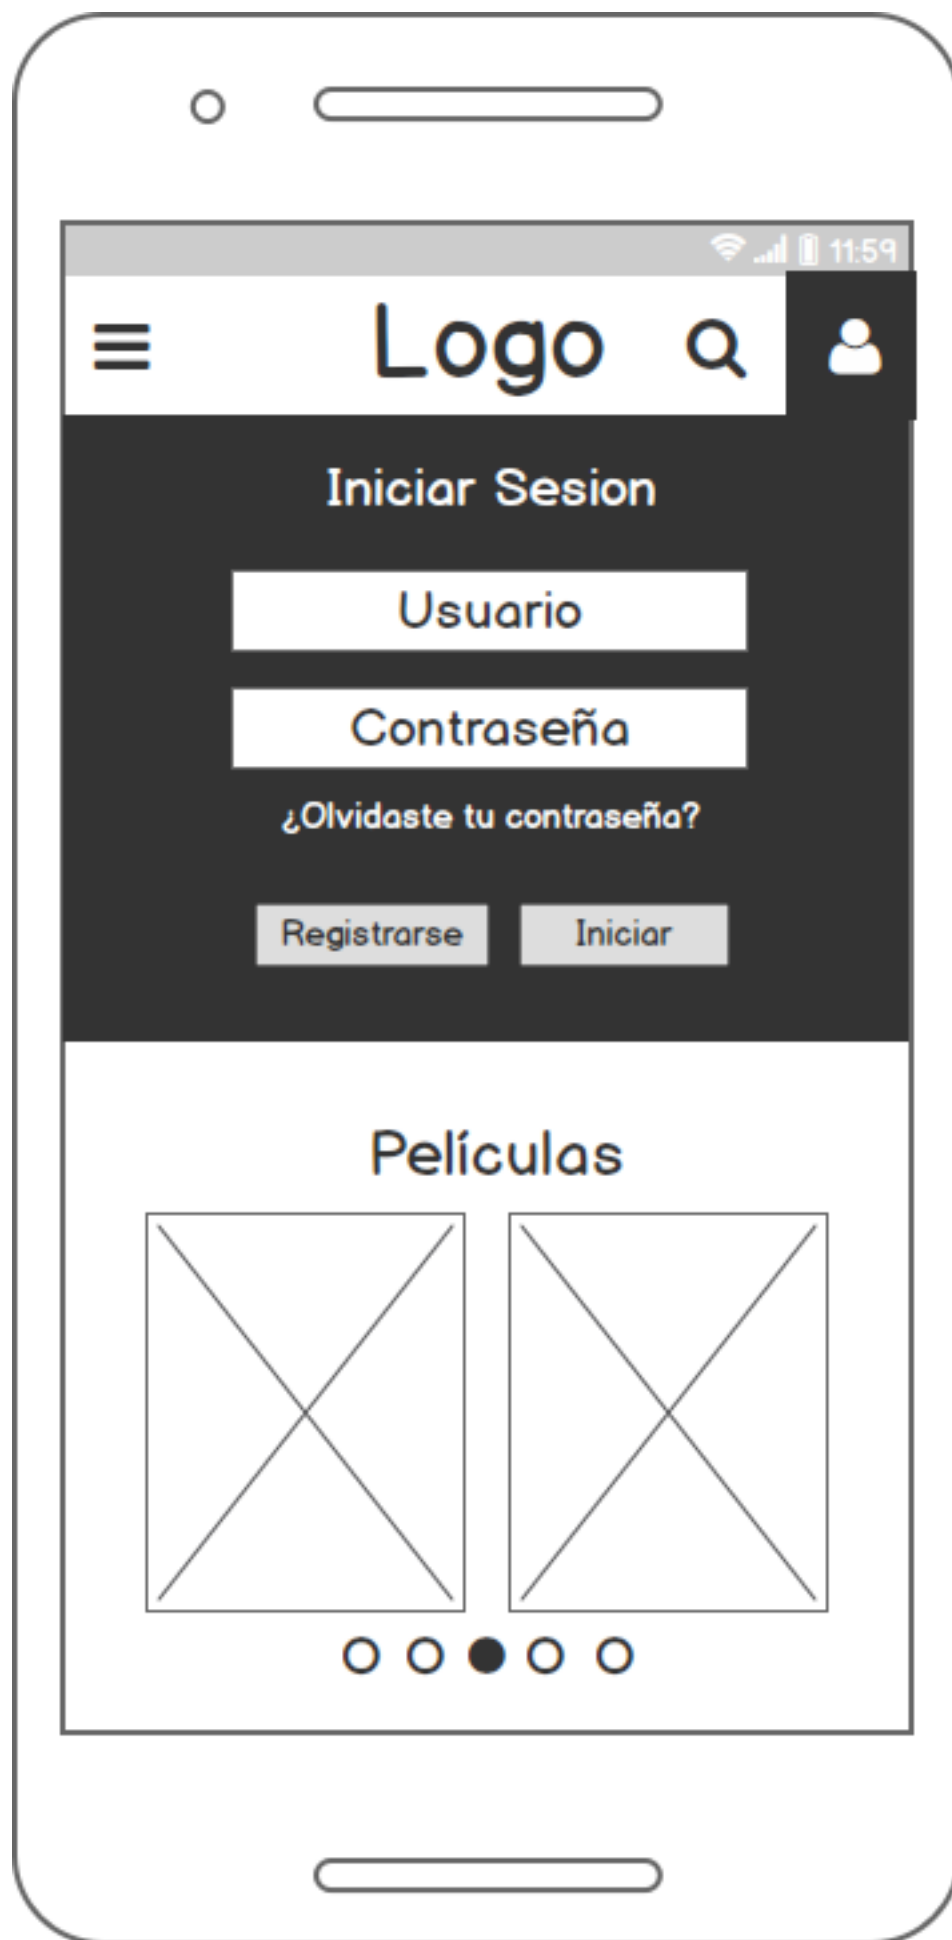 11:59
Logo
Iniciar Sesion
Usuario
Contraseña
¿Olvidaste tu contraseña?
Registrarse Iniciar
Películas